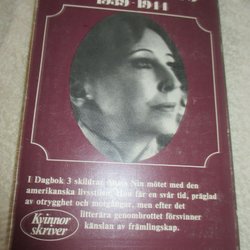 1939-1944
I Dagbok 3 skildrar Anaïs Nin mötet med den
amerikanska livsstilen. Hon får en svår tid, präglad
av otrygghet och motgångar, men efter det
litterära genombrottet försvinner
känslan av främlingskap.
Kvinnor
skriver